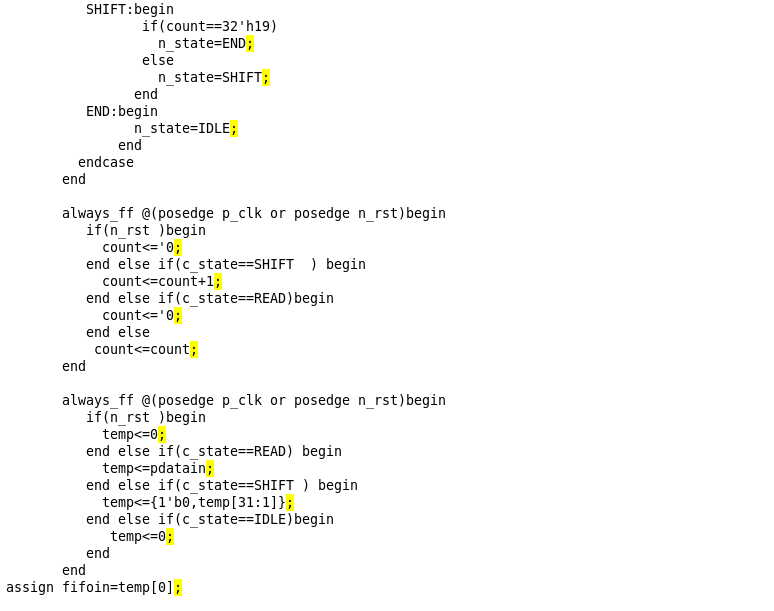 SHIFT:begin
if(count==32'h19)
n_state=END;
else
n_state=SHIFT;
end
END:begin
n_state=IDLE;
end
endcase
end
always_ff @(posedge p_clk or posedge n_rst)begin
if(n_rst )begin
count<='0;
end else if(c_state==SHIFT  ) begin
count<=count+1;
end else if(c_state==READ)begin
count<='0;
end else
count<=count;
end
always_ff @(posedge p_clk or posedge n_rst)begin
if(n_rst )begin
temp<=0;
end else if(c_state==READ) begin
temp<=pdatain;
end else if(c_state==SHIFT ) begin
temp<={1'b0,temp[31:1]};
end else if(c_state==IDLE)begin
temp<=0;
end
end
assign fifoin=temp[0];